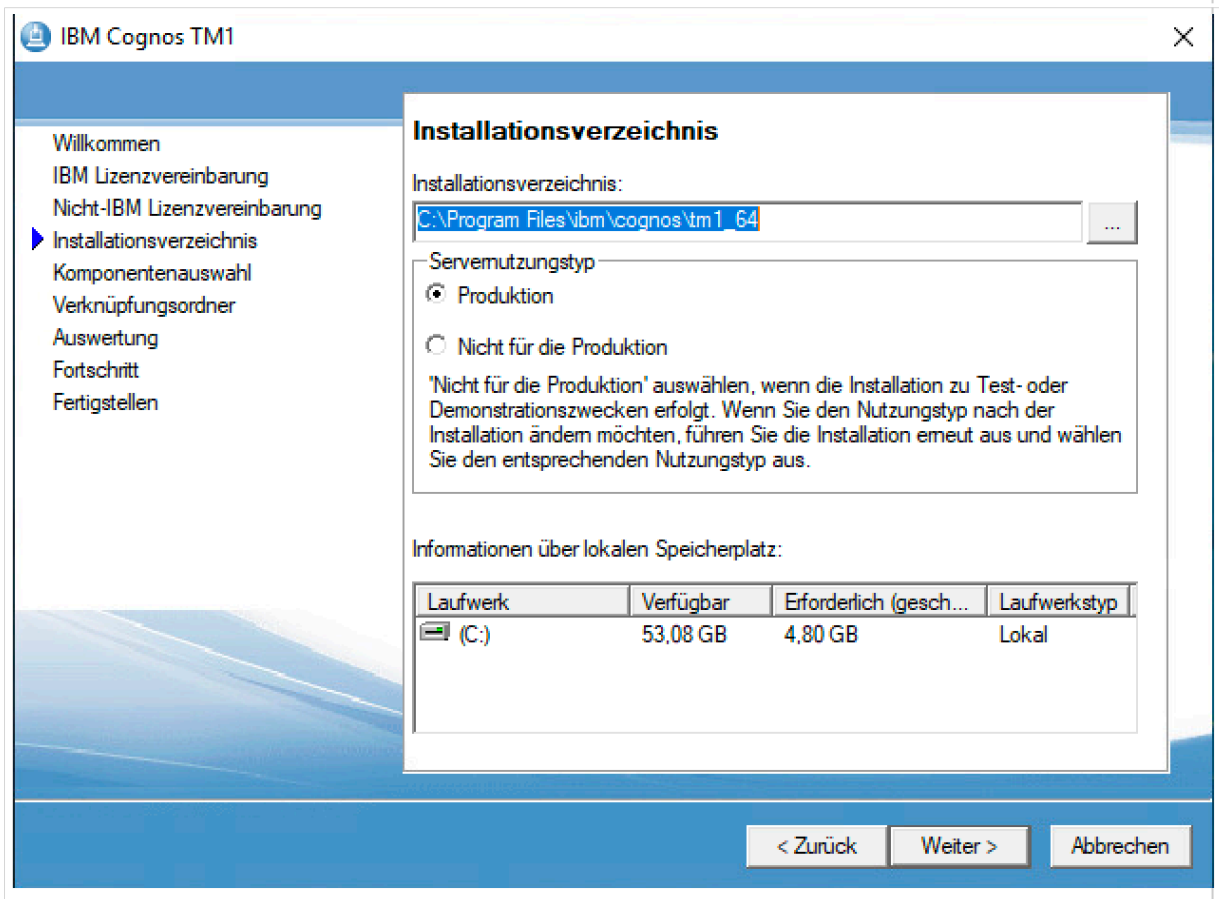 IBM Cognos TM1
Willkommen
IBM Lizenzvereinbarung
Nicht-IBM Lizenzvereinbarung
Installationsverzeichnis
Komponentenauswahl
Verknüpfungsordner
Auswertung
Fortschritt
Fertigstellen
Installationsverzeichnis
Installationsverzeichnis:
C:\Program Files\ibm\cognos\tm1_64
...
Servernutzungstyp
Produktion
Nicht für die Produktion
'Nicht für die Produktion' auswählen, wenn die Installation zu Test- oder
Demonstrationszwecken erfolgt. Wenn Sie den Nutzungstyp nach der
Installation ändern möchten, führen Sie die Installation erneut aus und wählen
Sie den entsprechenden Nutzungstyp aus.
Informationen über lokalen Speicherplatz:
Laufwerk Verfügbar Erforderlich (gesch... Laufwerkstyp
(C:) 53,08 GB 4,80 GB Lokal
< Zurück Weiter > Abbrechen